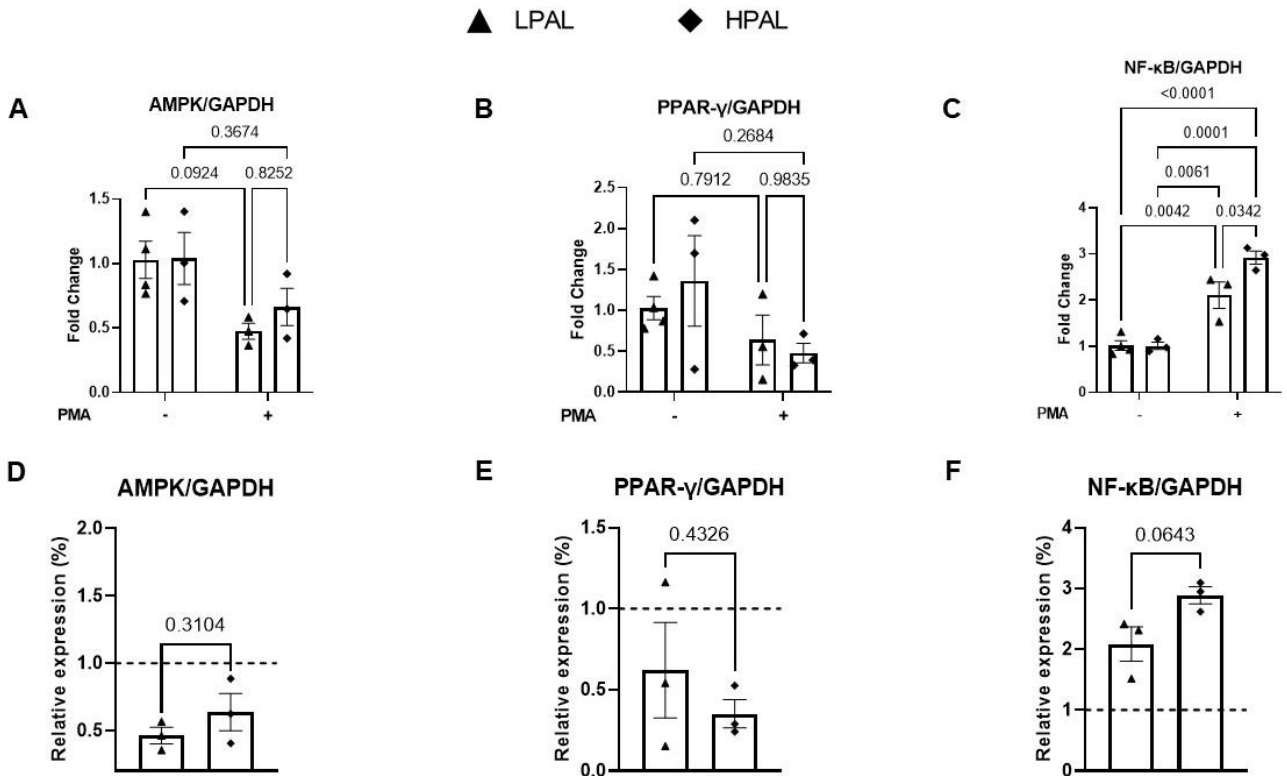 LPAL HPAL
A
AMPK/GAPDH
0.3674
0.0924 0.8252
Fold Change
1.5
1.0
0.5
0.0
PMA - +
B
PPAR-γ/GAPDH
0.2684
0.7912 0.9835
Fold Change
2.5
2.0
1.5
1.0
0.5
0.0
PMA - +
C
NF-κB/GAPDH
<0.0001
0.0001
0.0061
0.0042 0.0342
Fold Change
4
3
2
1
0
PMA - +
D
AMPK/GAPDH
0.3104
Relative expression (%)
2.0
1.5
1.0
0.5
E
PPAR-γ/GAPDH
0.4326
Relative expression (%)
1.5
1.0
0.5
0.0
F
NF-κB/GAPDH
0.0643
Relative expression (%)
4
3
2
1
0